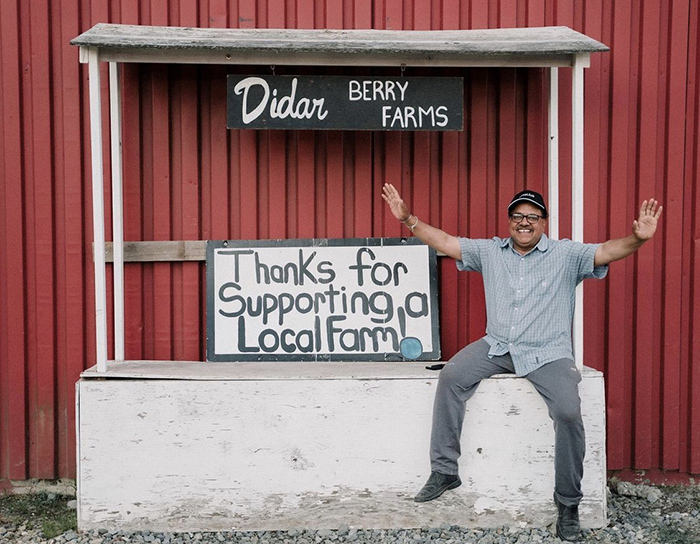 Didar BERRY
FARMS
Thanks for
Supporting a
Local Farm!